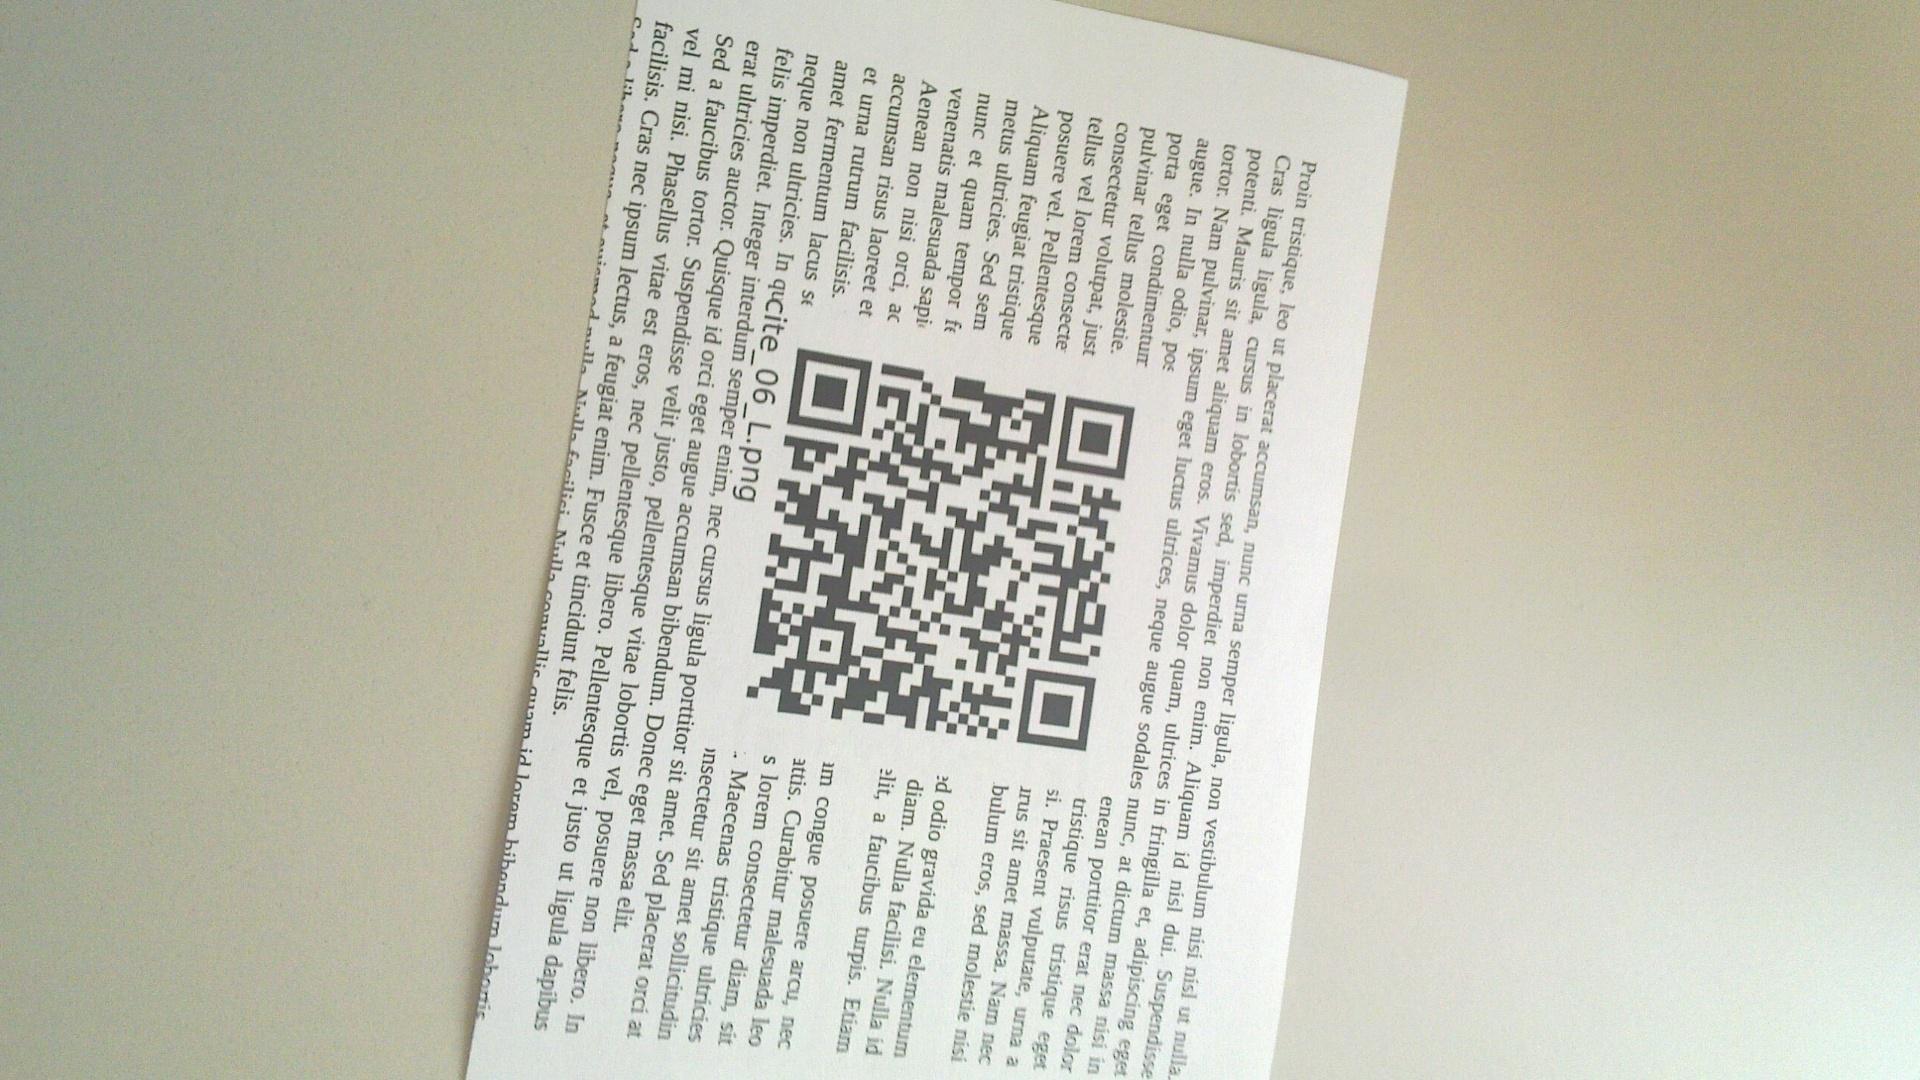 Proin tristique, leo ut placerat accumsan, nunc urna semper ligula, non vestibulum nisi nisl ut nulla.
Cras ligula ligula, cursus in lobortis sed, imperdiet non enim. Aliquam id nisl dui. Suspendisse
potenti. Mauris sit amet aliquam eros. Vivamus dolor quam, ultrices in fringilla et, adipiscing eget
tortor. Nam pulvinar, ipsum eget luctus ultrices, neque augue sodales nunc, at dictum massa nisi in
augue. In nulla odio, enean portitor erat nec dolor
porta eget condimentum tristique risus tristique eget
pulvinar tellus molestie. si. Praesent vulputate, urna a
consectetur volutpat, just sit amet massa. Nam nec
tellus vel lorem consecte bulum eros, sed molestie nisi
posuere vel. Pellentesque
Aliquam feugiat tristique ed odio gravida eu elementum
metus ultricies. Sed sem diam. Nulla facilisi. Nulla id
nunc et quam tempor a faucibus turpis. Etiam
venenatis malesuada
Aenean non nisi orci, ac congue posuere arcu, nec
accumsan risus laoreet et attis. Curabitur malesuada leo
et urna rutrum facilisis. s lorem consectetur diam, sit
amet fermentum lacus . Maecenas tristique ultricies
neque non ultricies. In nsectetur sit amet sollicitudin
cite_06_L.png
felis imperdiet. Integer interdum semper enim, nec cursus ligula porttitor sit amet. Sed placerat orci at
erat ultricies auctor. Quisque id orci eget augue accumsan bibendum. Donec eget massa elit.
Sed a faucibus tortor. Suspendisse velit justo, pellentesque vitae lobortis vel, posuere non libero. In
vel mi nisi. Phasellus vitae est eros, nec pellentesque libero. Pellentesque et justo ut ligula dapibus
facilisis. Cras nec ipsum lectus, a feugiat enim. Fusce et tincidunt felis.